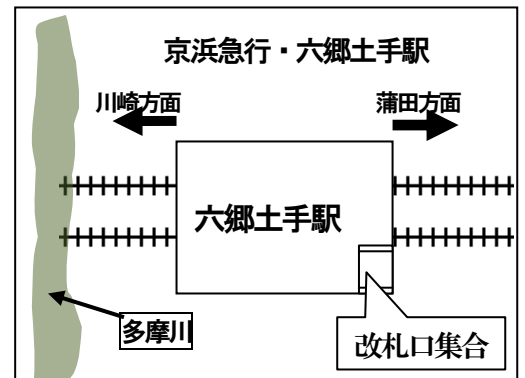 京浜急行・六郷土手駅
川崎方面
蒲田方面
六郷土手駅
多摩川
改札口集合